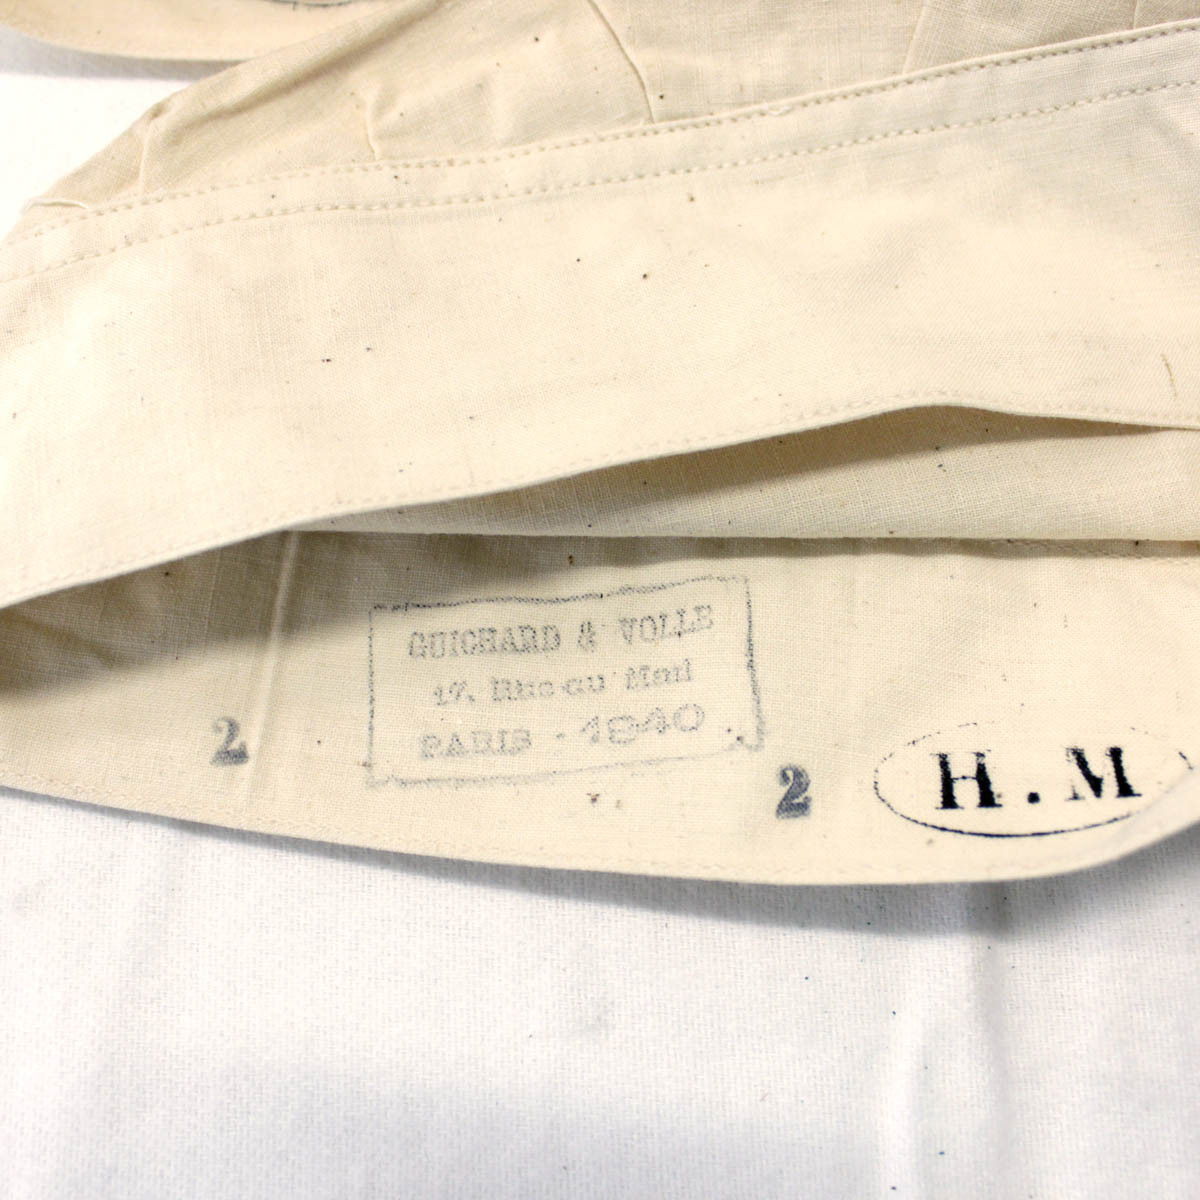 GUICHARD & VOLLE
17, Rue du Mail
PARIS - 1940
2
2
H.M